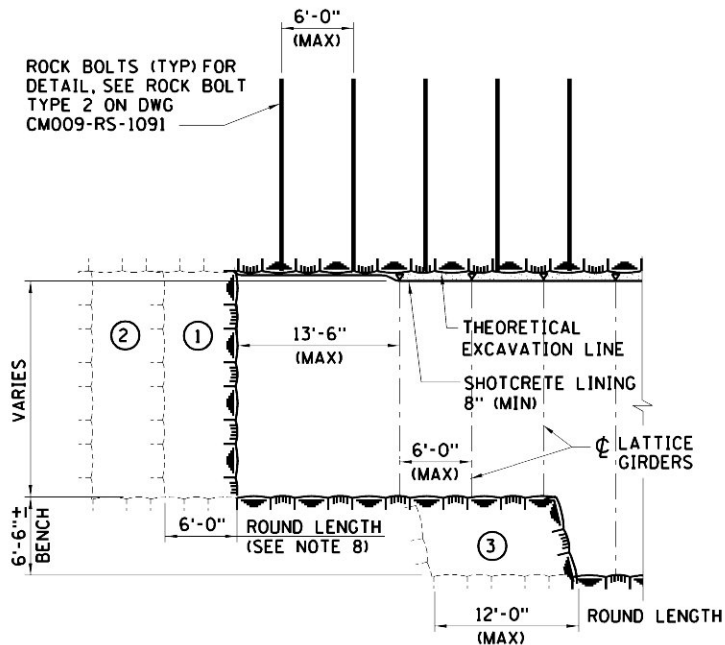 6'-0"
(MAX)
ROCK BOLTS (TYP) FOR
DETAIL, SEE ROCK BOLT
TYPE 2 ON DWG
CM009-RS-1091
2
1
13'-6"
(MAX)
THEORETICAL
EXCAVATION LINE
SHOTCRETE LINING
8" (MIN)
VARIES
6'-0"
(MAX)
℄ LATTICE
GIRDERS
6'-6"±
BENCH
6'-0"
ROUND LENGTH
(SEE NOTE 8)
3
12'-0"
(MAX)
ROUND LENGTH